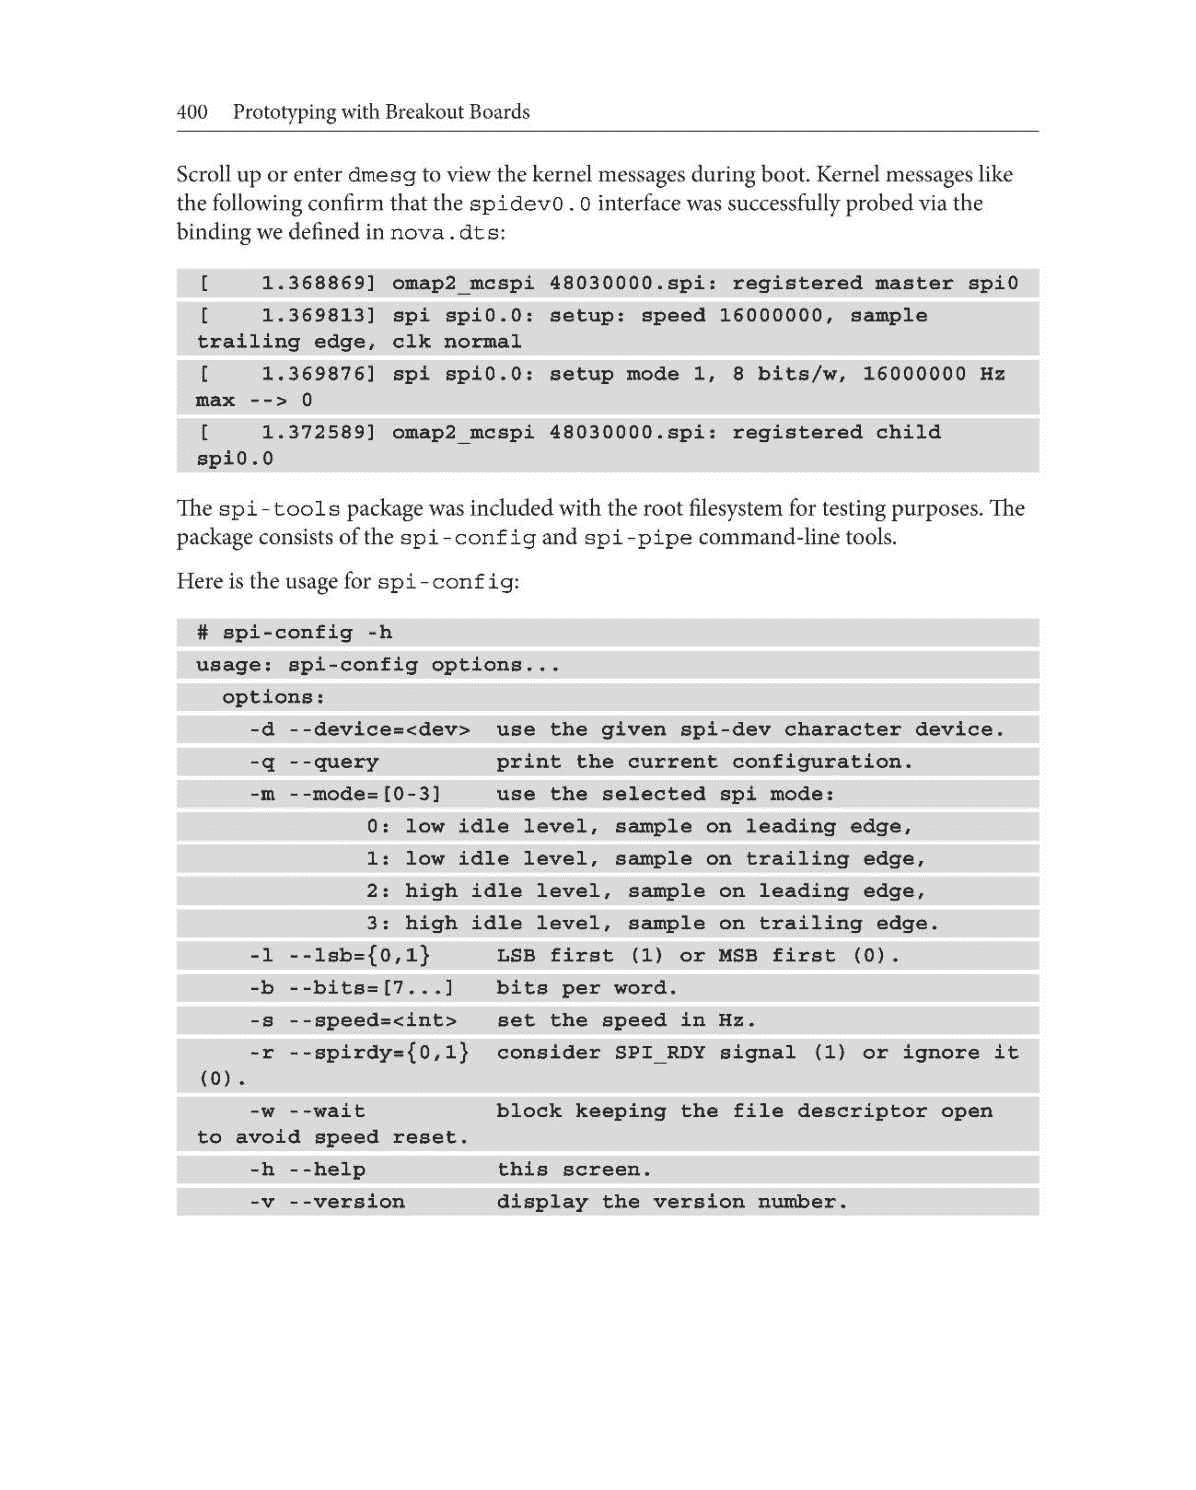 400 Prototyping with Breakout Boards
Scroll up or enter dmesg to view the kernel messages during boot. Kernel messages like
the following confirm that the spidev0.0 interface was successfully probed via the
binding we defined in nova.dts:
[    1.368869] omap2_mcspi 48030000.spi: registered master spi0
[    1.369813] spi spi0.0: setup: speed 16000000, sample
trailing edge, clk normal
[    1.369876] spi spi0.0: setup mode 1, 8 bits/w, 16000000 Hz
max --> 0
[    1.372589] omap2_mcspi 48030000.spi: registered child
spi0.0
The spi-tools package was included with the root filesystem for testing purposes. The
package consists of the spi-config and spi-pipe command-line tools.
Here is the usage for spi-config:
# spi-config -h
usage: spi-config options...
  options:
    -d --device=<dev>  use the given spi-dev character device.
    -q --query         print the current configuration.
    -m --mode=[0-3]    use the selected spi mode:
             0: low idle level, sample on leading edge,
             1: low idle level, sample on trailing edge,
             2: high idle level, sample on leading edge,
             3: high idle level, sample on trailing edge.
    -l --lsb={0,1}     LSB first (1) or MSB first (0).
    -b --bits=[7...]   bits per word.
    -s --speed=<int>   set the speed in Hz.
    -r --spirdy={0,1}  consider SPI_RDY signal (1) or ignore it
(0).
    -w --wait          block keeping the file descriptor open
to avoid speed reset.
    -h --help          this screen.
    -v --version       display the version number.